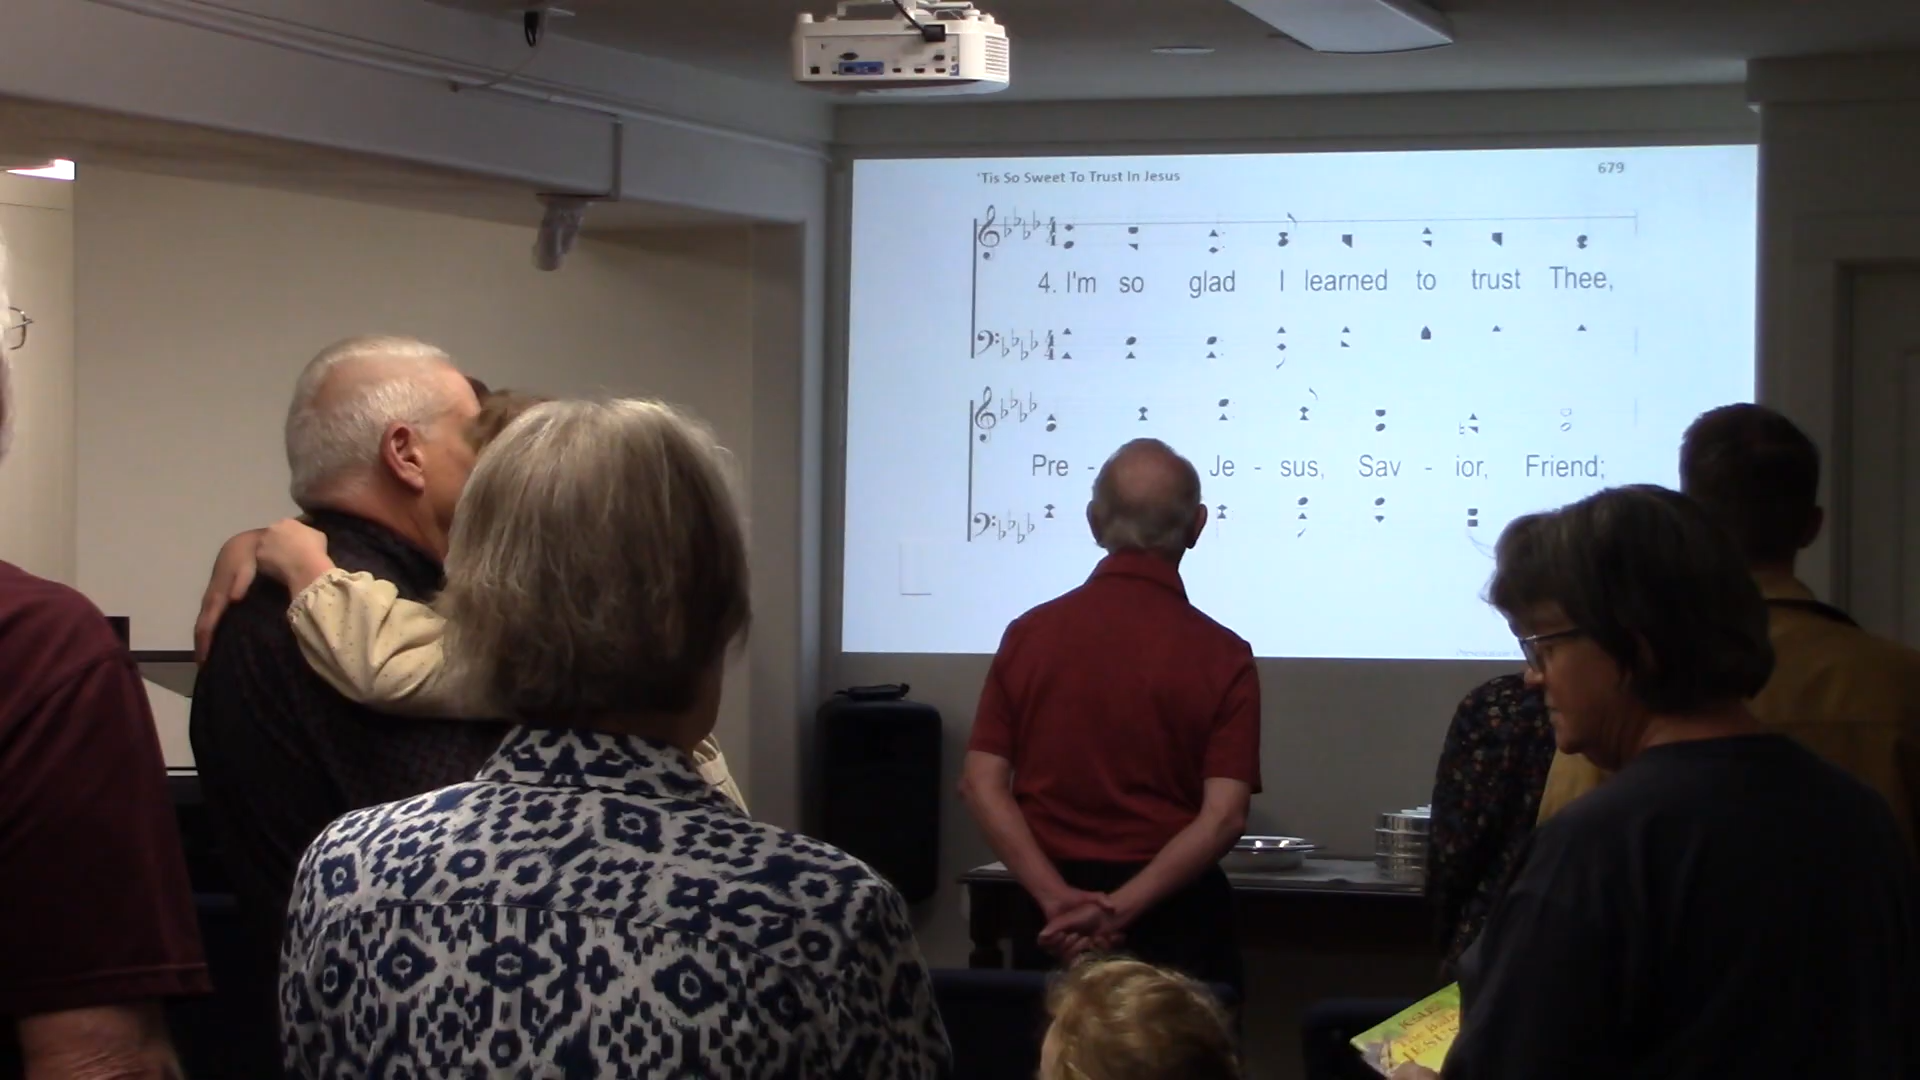 'Tis So Sweet To Trust In Jesus
679
4. I'm so glad I learned to trust Thee,
Pre - Je - sus, Sav - ior, Friend;
JESUS